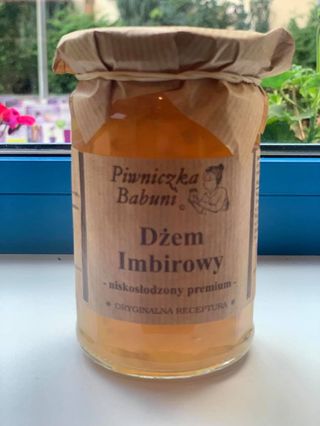 Piwniczka
Babuni
Dżem
Imbirowy
- niskosłodzony premium -
* ORYGINALNA RECEPTURA *